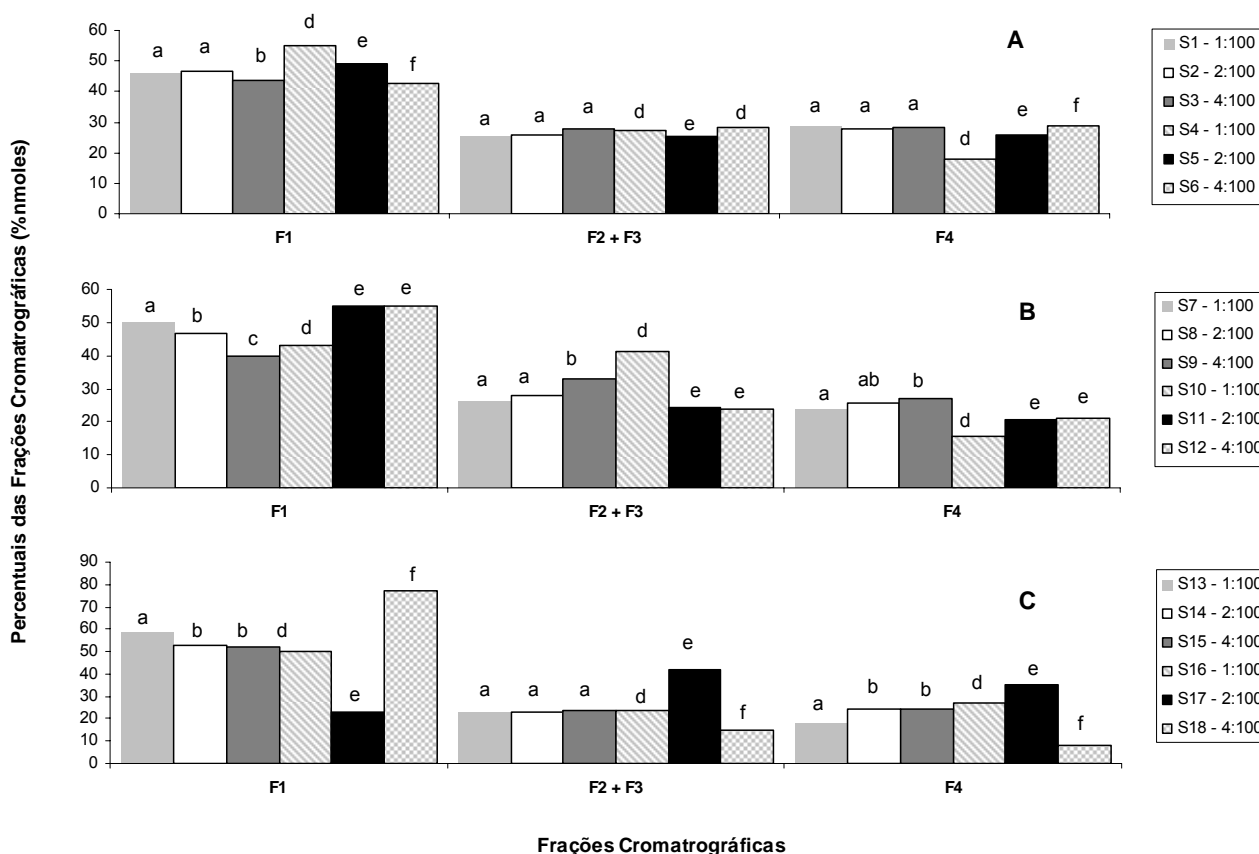 Percentuais das Frações Cromatrográficas (%nmoles)
60
50
40
30
20
10
0
a a b d e f
a a a d e d
a a a d e f
F1 F2 + F3 F4
A
S1 - 1:100
S2 - 2:100
S3 - 4:100
S4 - 1:100
S5 - 2:100
S6 - 4:100
60
50
40
30
20
10
0
a b c d e e
a a b d e e
a ab b d e e
F1 F2 + F3 F4
B
S7 - 1:100
S8 - 2:100
S9 - 4:100
S10 - 1:100
S11 - 2:100
S12 - 4:100
90
80
70
60
50
40
30
20
10
0
a b b d e f
a a a d e f
a b b d e f
F1 F2 + F3 F4
C
S13 - 1:100
S14 - 2:100
S15 - 4:100
S16 - 1:100
S17 - 2:100
S18 - 4:100
Frações Cromatrográficas